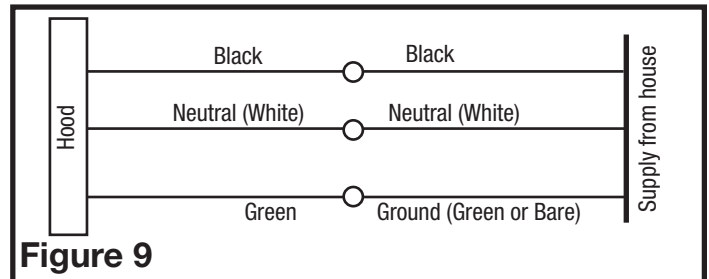 Black Black
Neutral (White) Neutral (White)
Hood
Supply from house
Green Ground (Green or Bare)
Figure 9